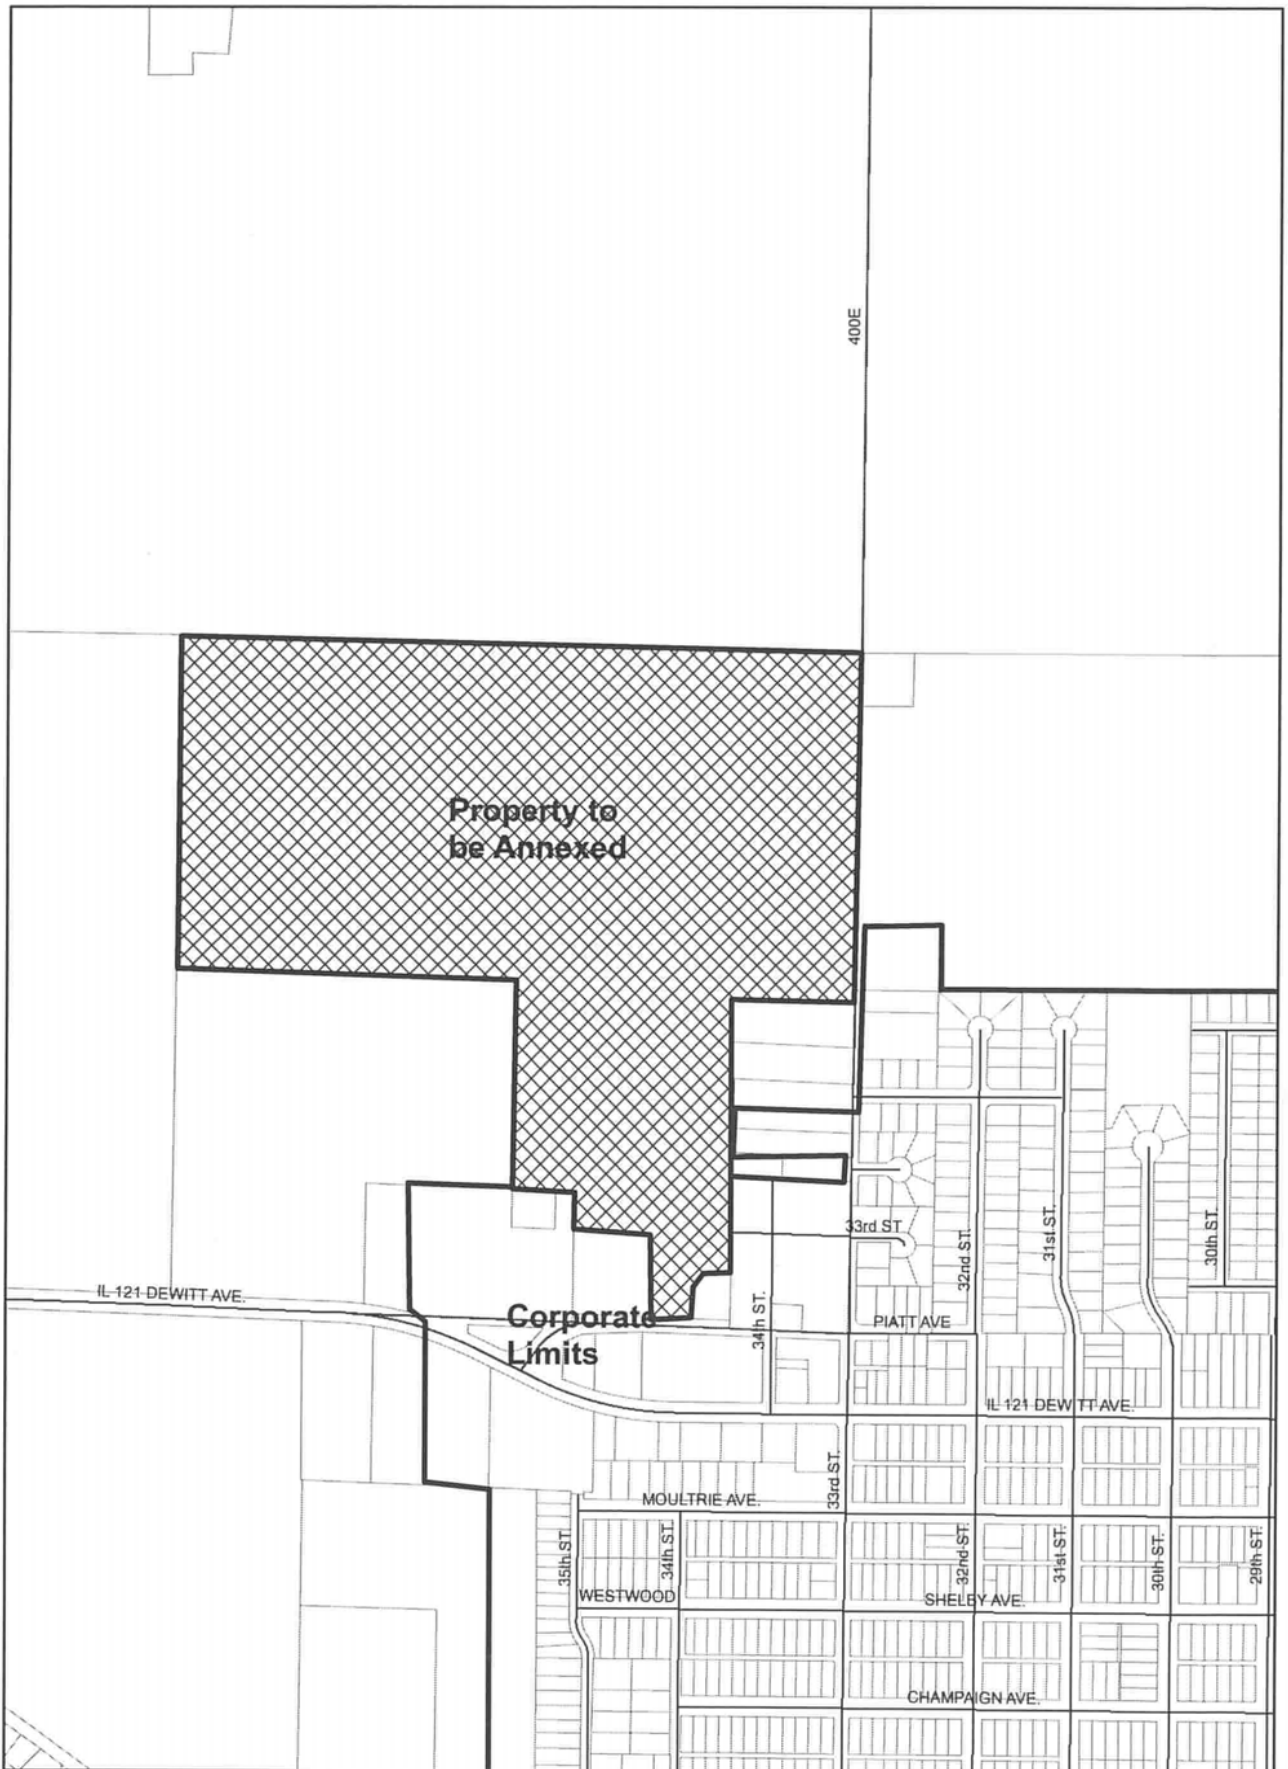 400E
Property to
be Annexed
33rd ST
32nd ST.
31st ST.
30th ST.
IL 121 DEWITT AVE.
Corporate
Limits
34th ST.
PIATT AVE
IL 121 DEW TT AVE.
33rd ST.
MOULTRIE AVE.
35th ST.
34th ST.
32nd ST.
31st ST.
30th ST.
29th ST.
WESTWOOD
SHELBY AVE.
CHAMPAIGN AVE.